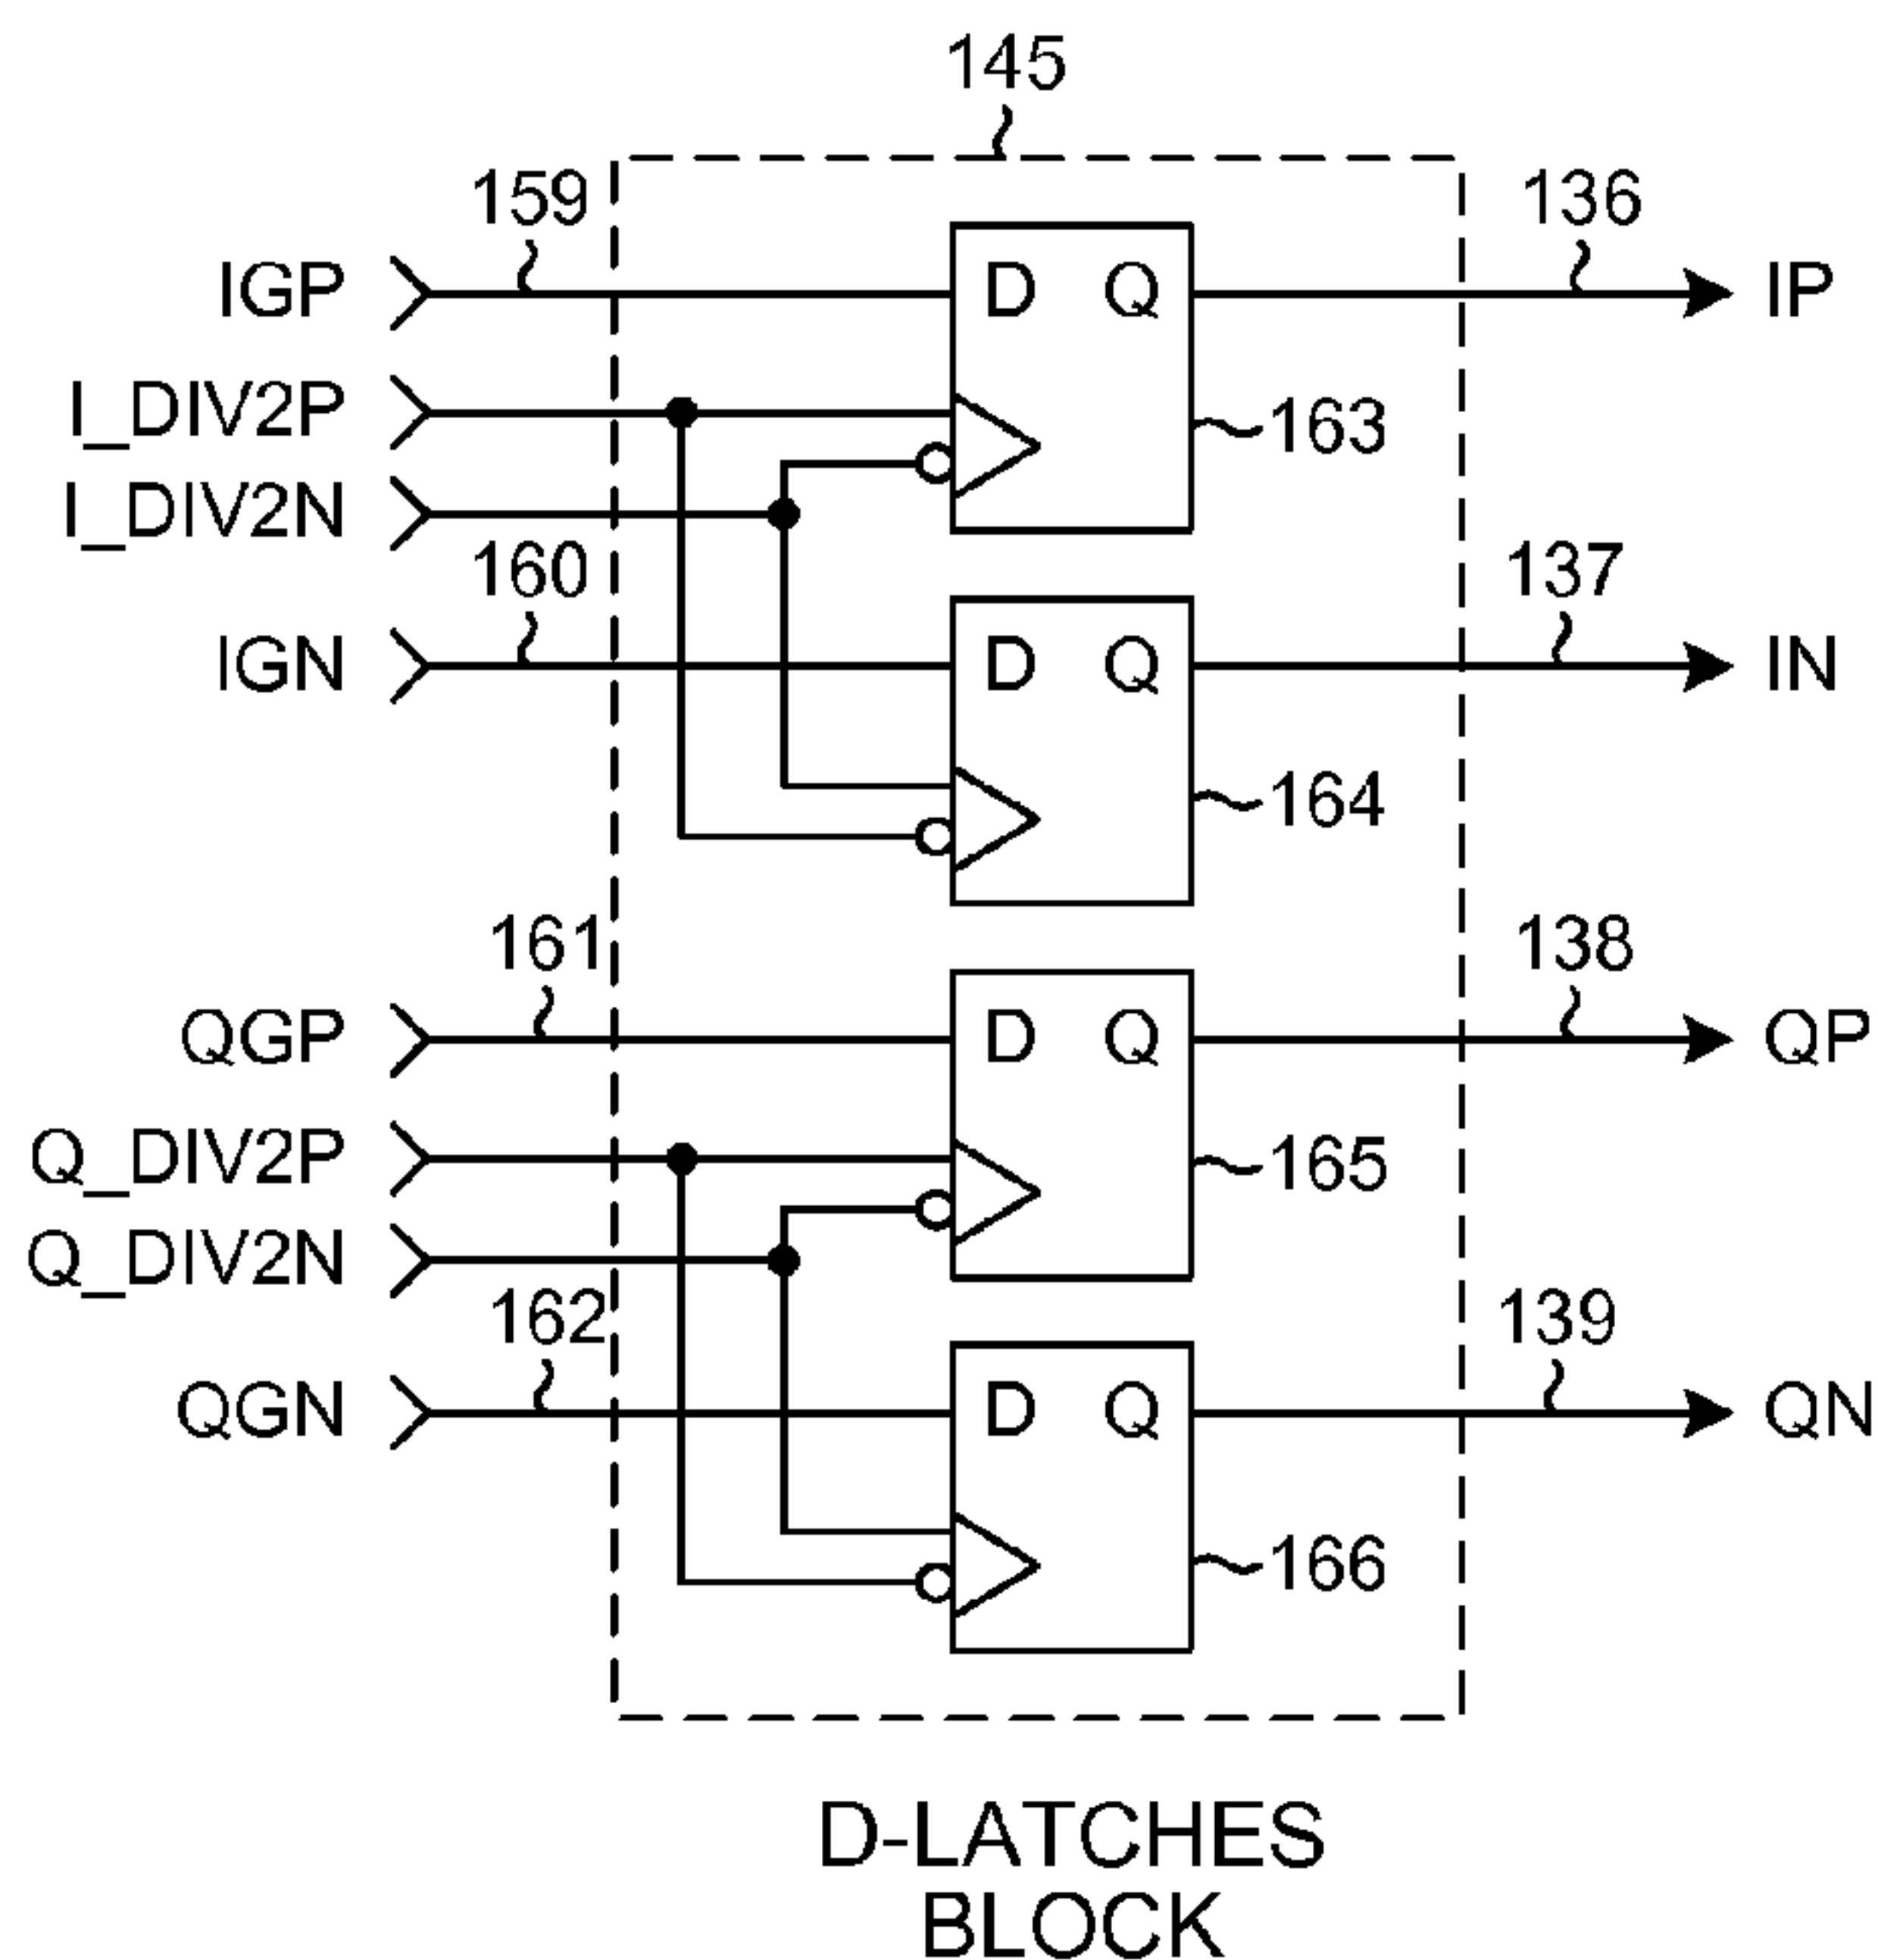 145
159
136
IGP
D Q
IP
I_DIV2P
163
I_DIV2N
160
137
IGN
D Q
IN
164
161
138
QGP
D Q
QP
Q_DIV2P
165
Q_DIV2N
162
139
QGN
D Q
QN
166
D-LATCHES
BLOCK